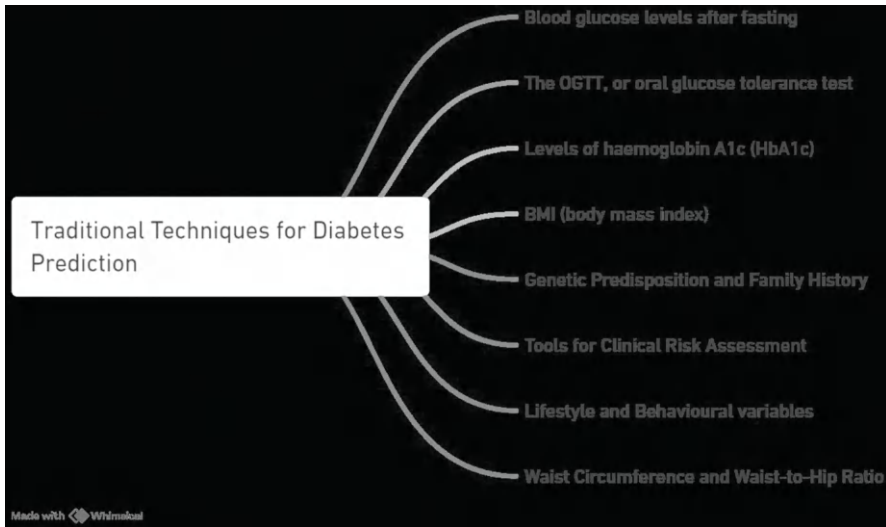 Blood glucose levels after fasting
The OGTT, or oral glucose tolerance test
Levels of haemoglobin A1c (HbA1c)
Traditional Techniques for Diabetes
Prediction
BMI (body mass index)
Genetic Predisposition and Family History
Tools for Clinical Risk Assessment
Lifestyle and Behavioural variables
Waist Circumference and Waist-to-Hip Ratio
Made with Whimsical